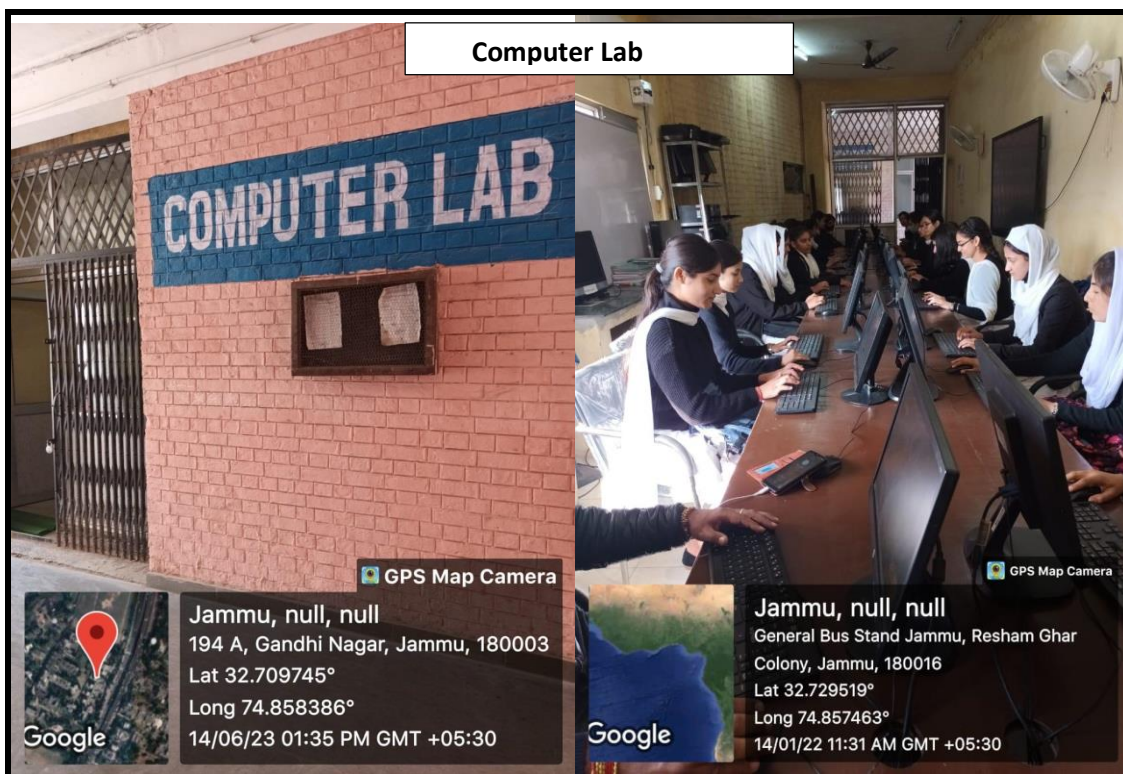 Computer Lab
COMPUTER LAB
GPS Map Camera
Jammu, null, null
194 A, Gandhi Nagar, Jammu, 180003
Lat 32.709745°
Long 74.858386°
14/06/23 01:35 PM GMT +05:30
Google
GPS Map Camera
Jammu, null, null
General Bus Stand Jammu, Resham Ghar
Colony, Jammu, 180016
Lat 32.729519°
Long 74.857463°
14/01/22 11:31 AM GMT +05:30
Google